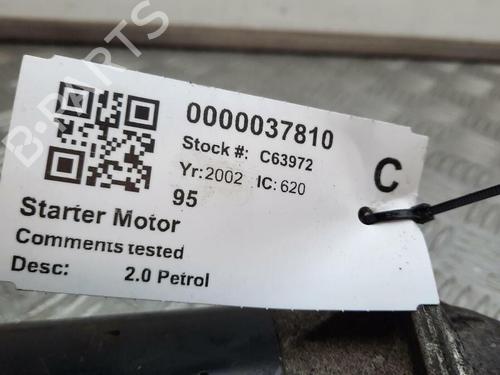 B-PARTS
0000037810
Stock #: C63972
Yr: 2002 IC: 620
95
C
Starter Motor
Comments tested
Desc: 2.0 Petrol